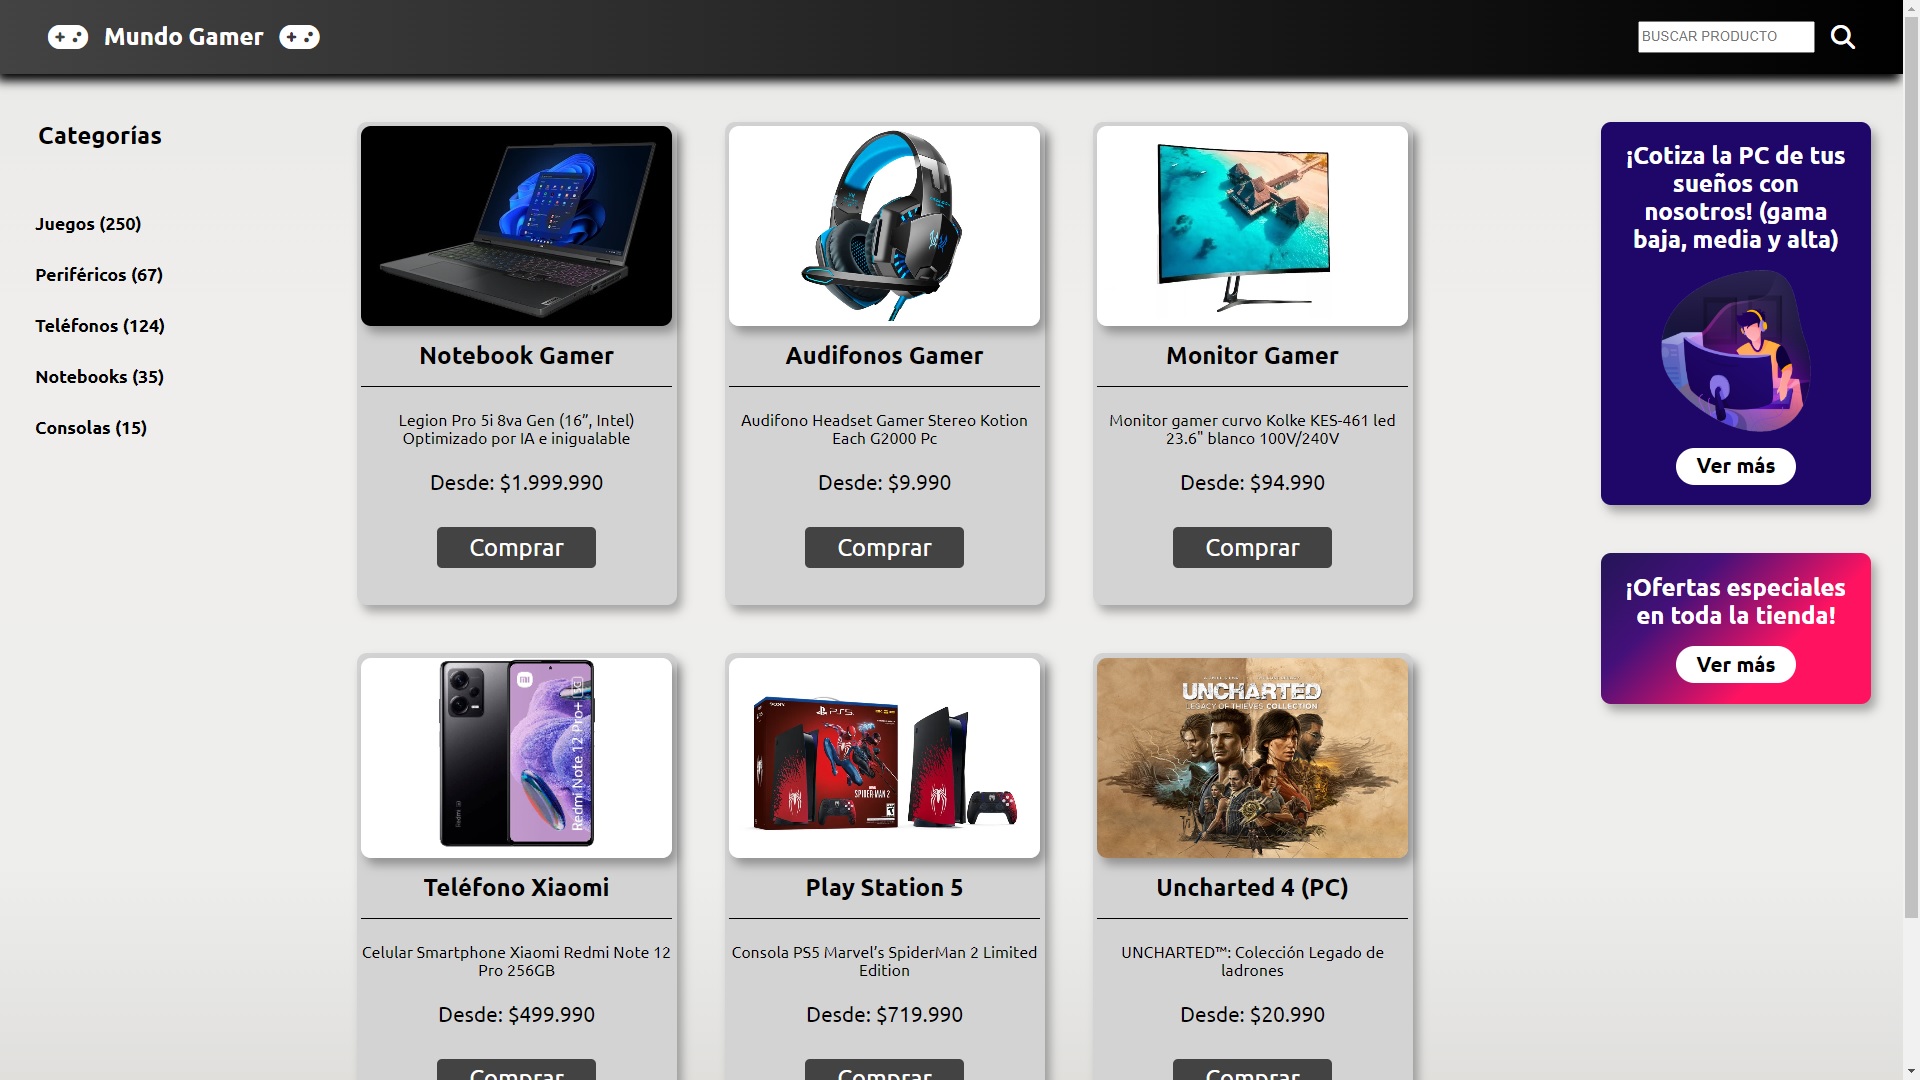 Mundo Gamer
BUSCAR PRODUCTO
Categorías
Juegos (250)
Periféricos (67)
Teléfonos (124)
Notebooks (35)
Consolas (15)
Notebook Gamer
Legion Pro 5i 8va Gen (16”, Intel)
Optimizado por IA e inigualable
Desde: $1.999.990
Comprar
Audifonos Gamer
Audifono Headset Gamer Stereo Kotion
Each G2000 Pc
Desde: $9.990
Comprar
Monitor Gamer
Monitor gamer curvo Kolke KES-461 led
23.6" blanco 100V/240V
Desde: $94.990
Comprar
Redmi Note 12 Pro+
Teléfono Xiaomi
Celular Smartphone Xiaomi Redmi Note 12
Pro 256GB
Desde: $499.990
Comprar
PS5
SPIDER-MAN 2
Play Station 5
Consola PS5 Marvel’s SpiderMan 2 Limited
Edition
Desde: $719.990
Comprar
UNCHARTED
LEGACY OF THIEVES COLLECTION
Uncharted 4 (PC)
UNCHARTED™: Colección Legado de
ladrones
Desde: $20.990
Comprar
¡Cotiza la PC de tus
sueños con
nosotros! (gama
baja, media y alta)
Ver más
¡Ofertas especiales
en toda la tienda!
Ver más